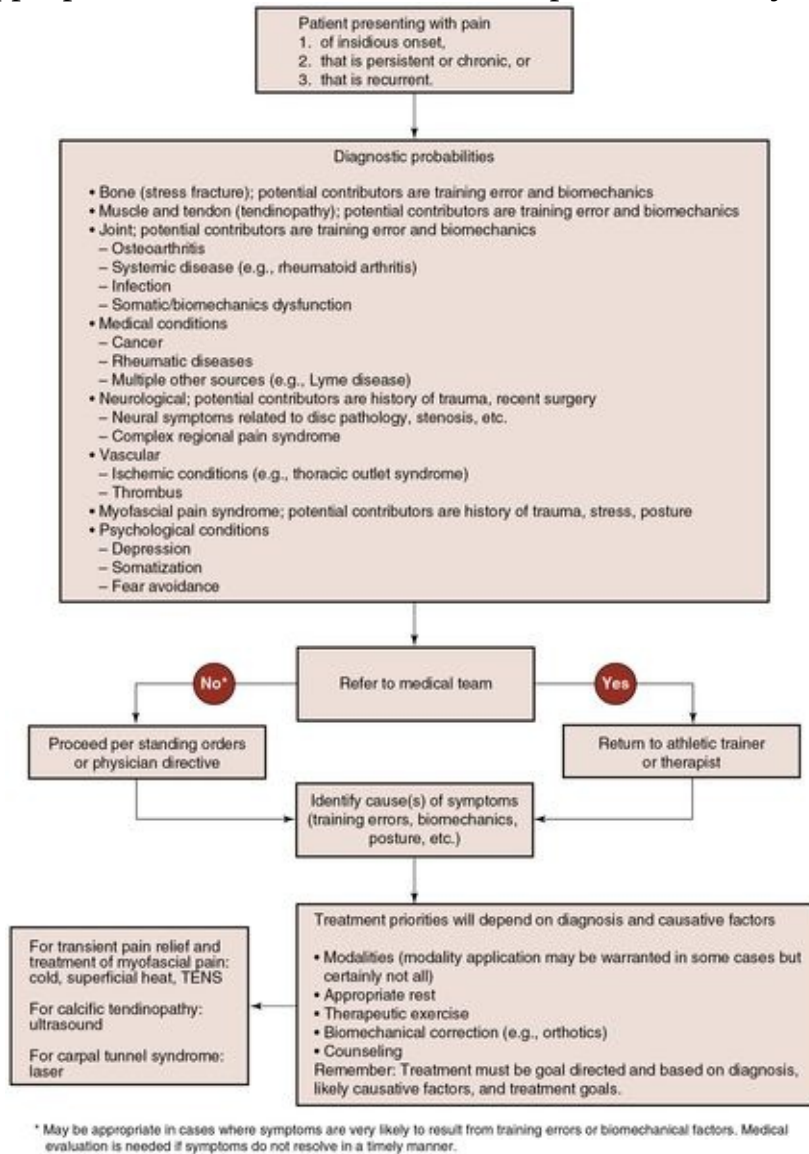 Patient presenting with pain
1. of insidious onset,
2. that is persistent or chronic, or
3. that is recurrent.
Diagnostic probabilities
• Bone (stress fracture); potential contributors are training error and biomechanics
• Muscle and tendon (tendinopathy); potential contributors are training error and biomechanics
• Joint; potential contributors are training error and biomechanics
– Osteoarthritis
– Systemic disease (e.g., rheumatoid arthritis)
– Infection
– Somatic/biomechanics dysfunction
• Medical conditions
– Cancer
– Rheumatic diseases
– Multiple other sources (e.g., Lyme disease)
• Neurological; potential contributors are history of trauma, recent surgery
– Neural symptoms related to disc pathology, stenosis, etc.
– Complex regional pain syndrome
• Vascular
– Ischemic conditions (e.g., thoracic outlet syndrome)
– Thrombus
• Myofascial pain syndrome; potential contributors are history of trauma, stress, posture
• Psychological conditions
– Depression
– Somatization
– Fear avoidance
No*
Refer to medical team
Yes
Proceed per standing orders
or physician directive
Return to athletic trainer
or therapist
Identify cause(s) of symptoms
(training errors, biomechanics,
posture, etc.)
Treatment priorities will depend on diagnosis and causative factors
• Modalities (modality application may be warranted in some cases but
certainly not all)
• Appropriate rest
• Therapeutic exercise
• Biomechanical correction (e.g., orthotics)
• Counseling
Remember: Treatment must be goal directed and based on diagnosis,
likely causative factors, and treatment goals.
For transient pain relief and
treatment of myofascial pain:
cold, superficial heat, TENS
For calcific tendinopathy:
ultrasound
For carpal tunnel syndrome:
laser
* May be appropriate in cases where symptoms are very likely to result from training errors or biomechanical factors. Medical
evaluation is needed if symptoms do not resolve in a timely manner.